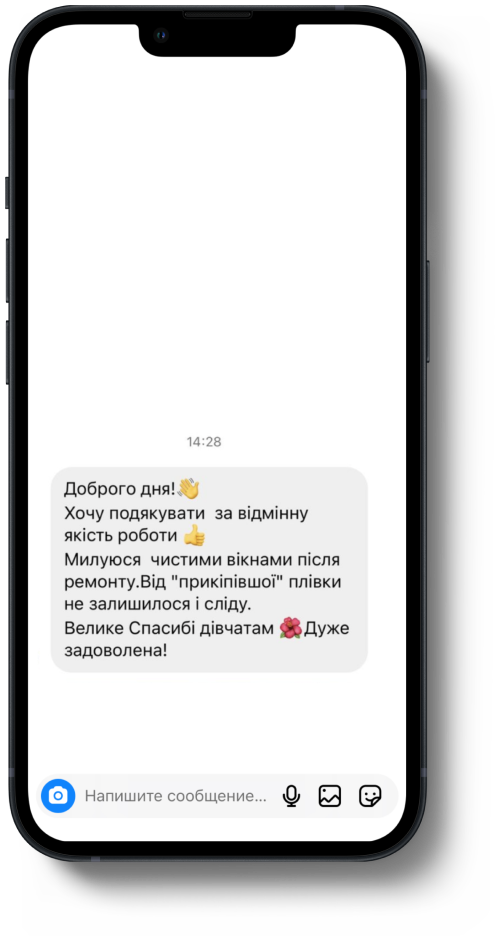 14:28
Доброго дня!👋
Хочу подякувати  за відмінну
якість роботи 👍
Милуюся  чистими вікнами після
ремонту.Від "прикіпівшої" плівки
не залишилося і сліду.
Велике Спасибі дівчатам 🌺Дуже
задоволена!
Напишите сообщение...